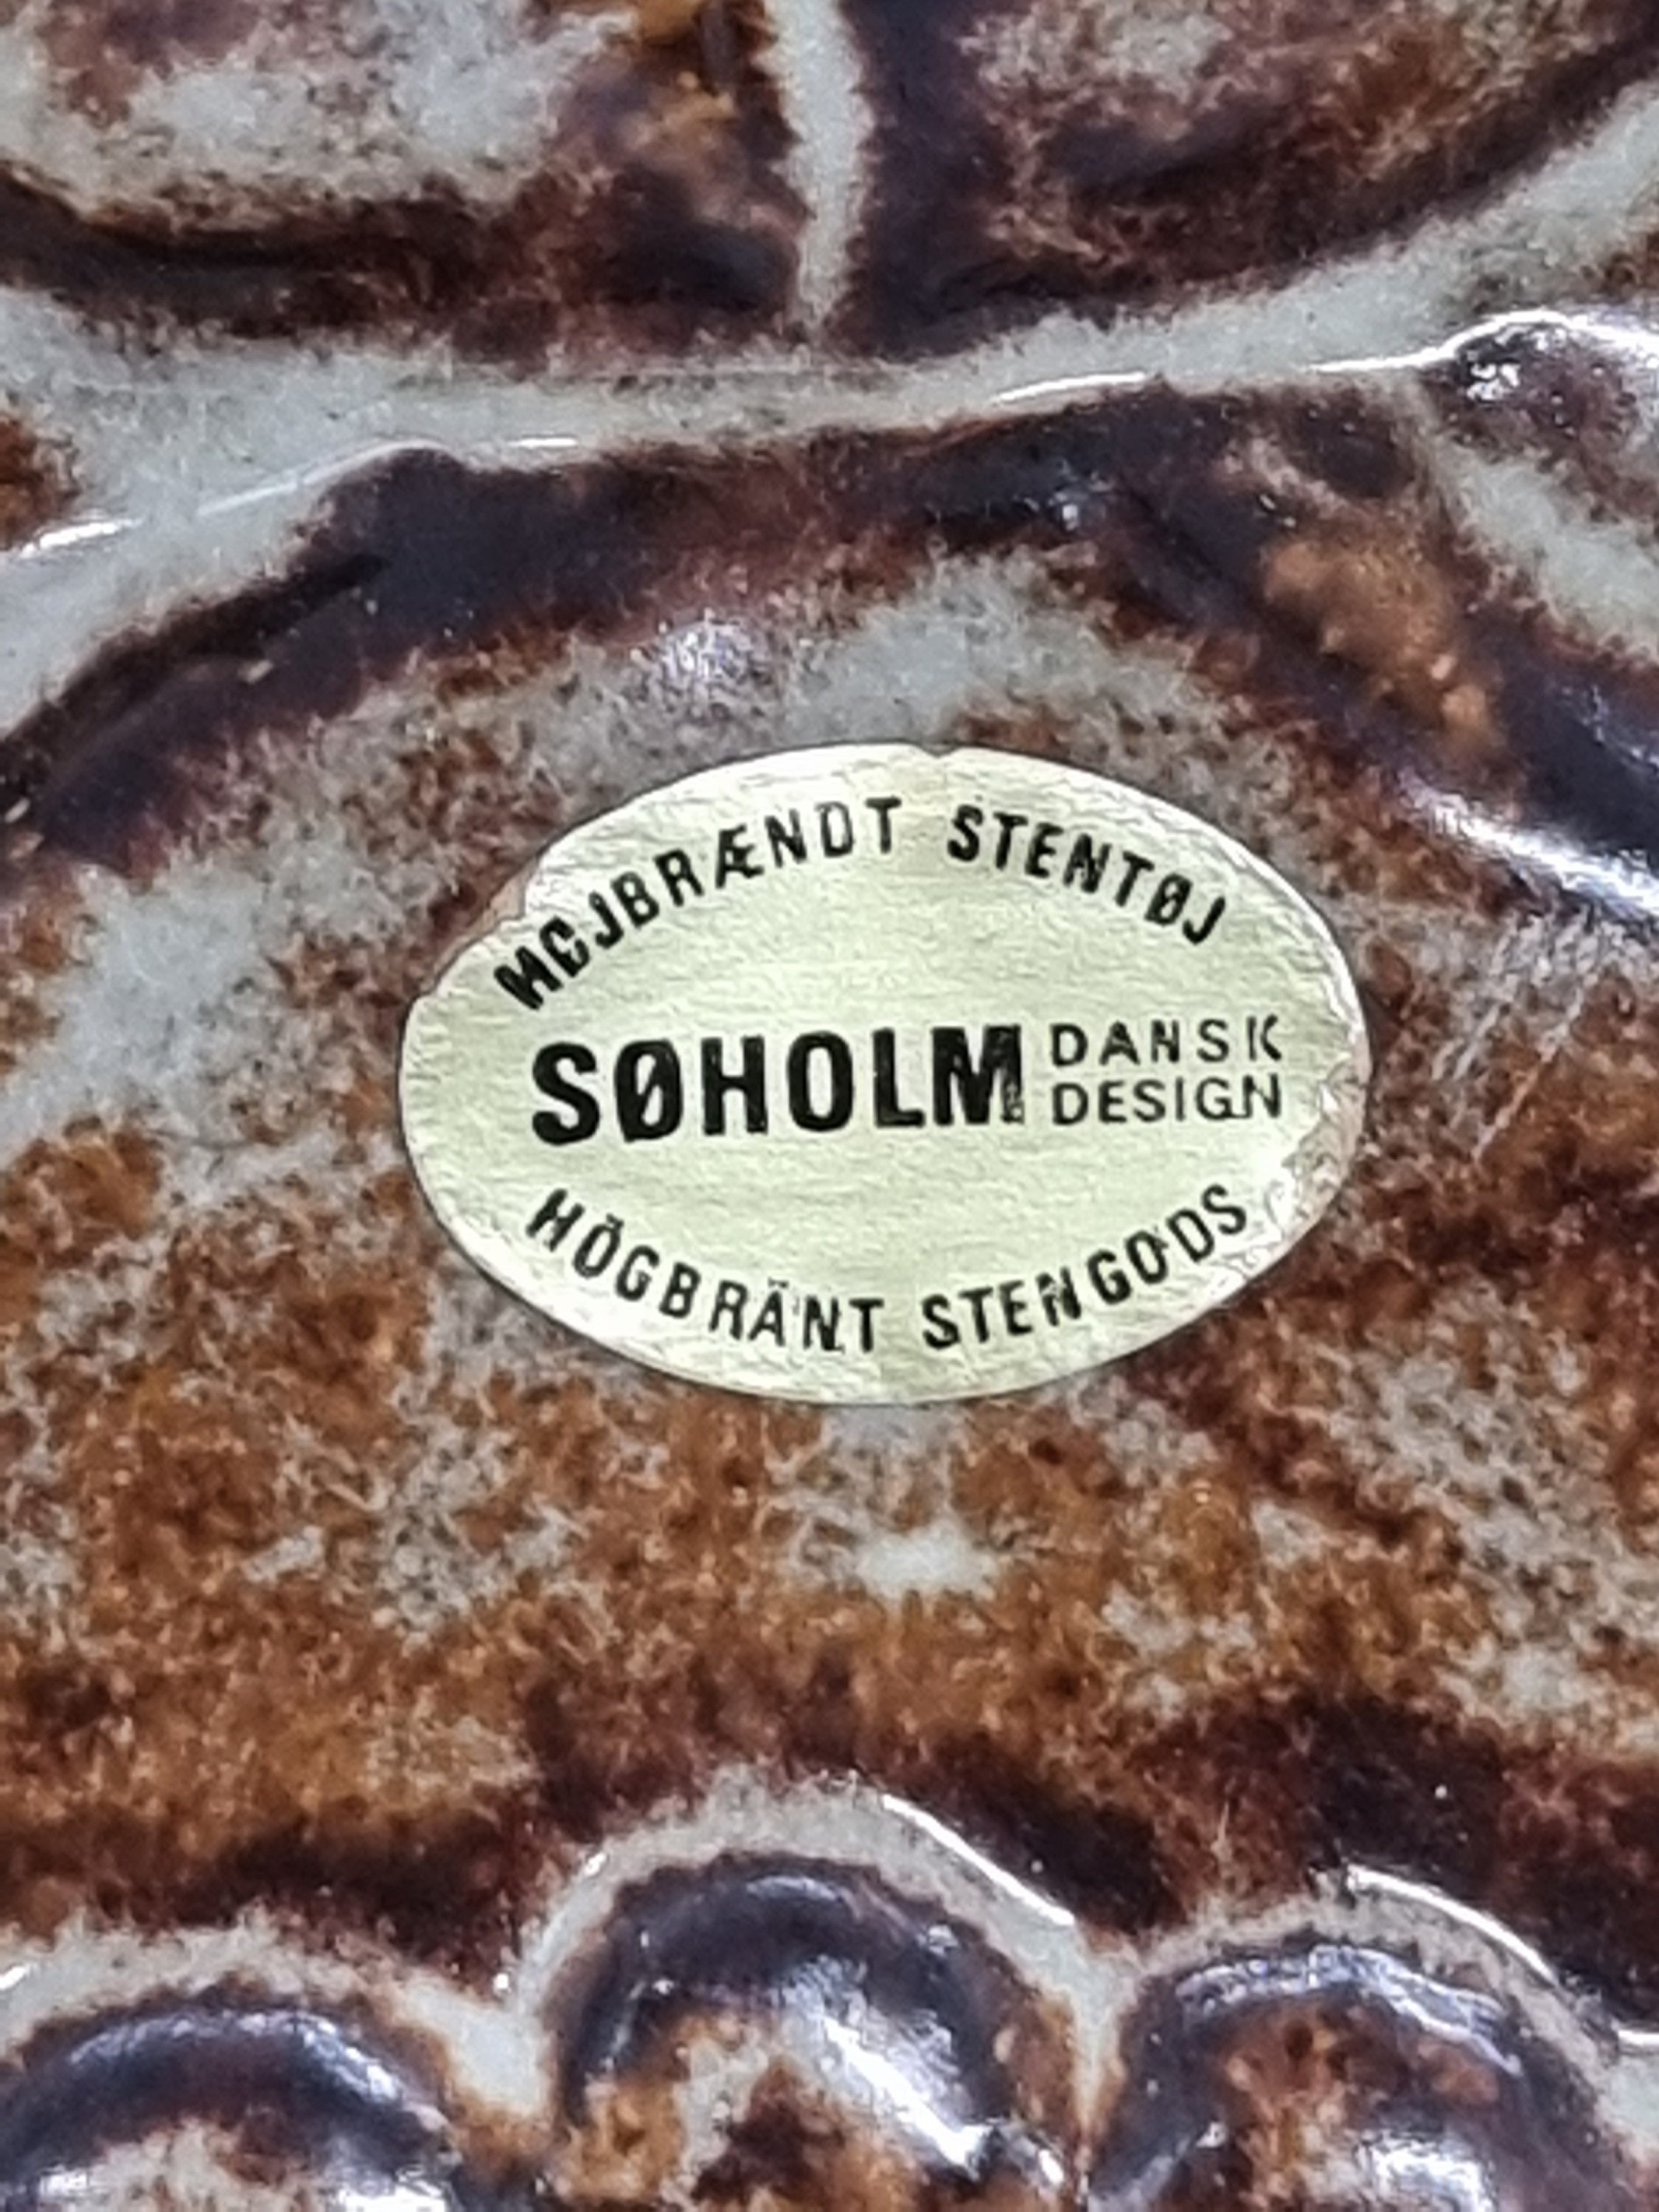 HØJBRÆNDT STENTØJ
SØHOLM DANSK DESIGN
HÖGBRÄNT STENGODS